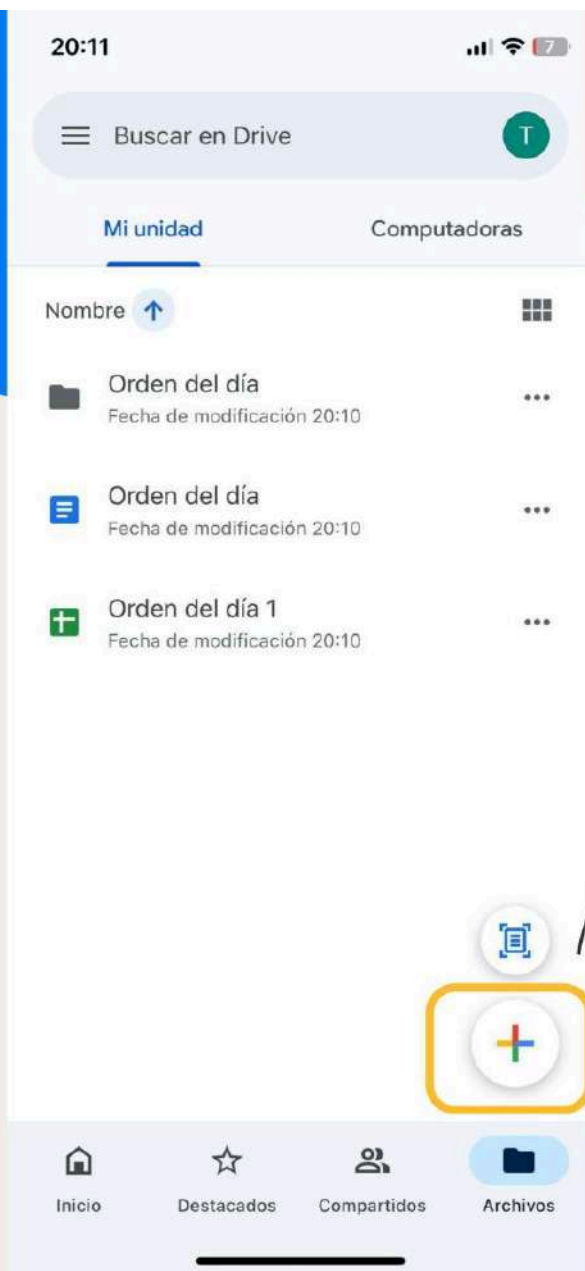 20:11
7
Buscar en Drive
T
Mi unidad
Computadoras
Nombre
Orden del día
Fecha de modificación 20:10
Orden del día
Fecha de modificación 20:10
Orden del día 1
Fecha de modificación 20:10
Inicio
Destacados
Compartidos
Archivos